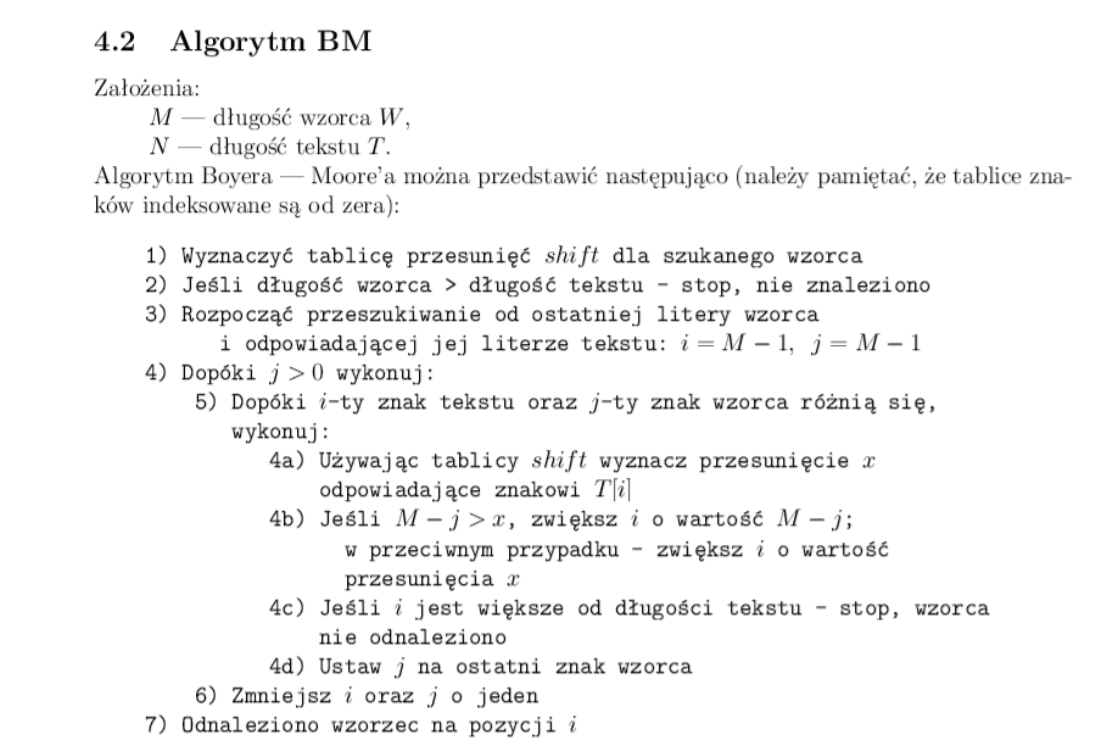 4.2 Algorytm BM
Założenia:
M — długość wzorca W,
N — długość tekstu T.
Algorytm Boyera — Moore'a można przedstawić następująco (należy pamiętać, że tablice zna-
ków indeksowane są od zera):
1) Wyznaczyć tablicę przesunięć shift dla szukanego wzorca
2) Jeśli długość wzorca > długość tekstu - stop, nie znaleziono
3) Rozpocząć przeszukiwanie od ostatniej litery wzorca
i odpowiadającej jej literze tekstu: i = M − 1, j = M − 1
4) Dopóki j > 0 wykonuj:
5) Dopóki i-ty znak tekstu oraz j-ty znak wzorca różnią się,
wykonuj:
4a) Używając tablicy shift wyznacz przesunięcie x
odpowiadające znakowi T[i]
4b) Jeśli M − j > x, zwiększ i o wartość M − j;
w przeciwnym przypadku - zwiększ i o wartość
przesunięcia x
4c) Jeśli i jest większe od długości tekstu - stop, wzorca
nie odnaleziono
4d) Ustaw j na ostatni znak wzorca
6) Zmniejsz i oraz j o jeden
7) Odnaleziono wzorzec na pozycji i